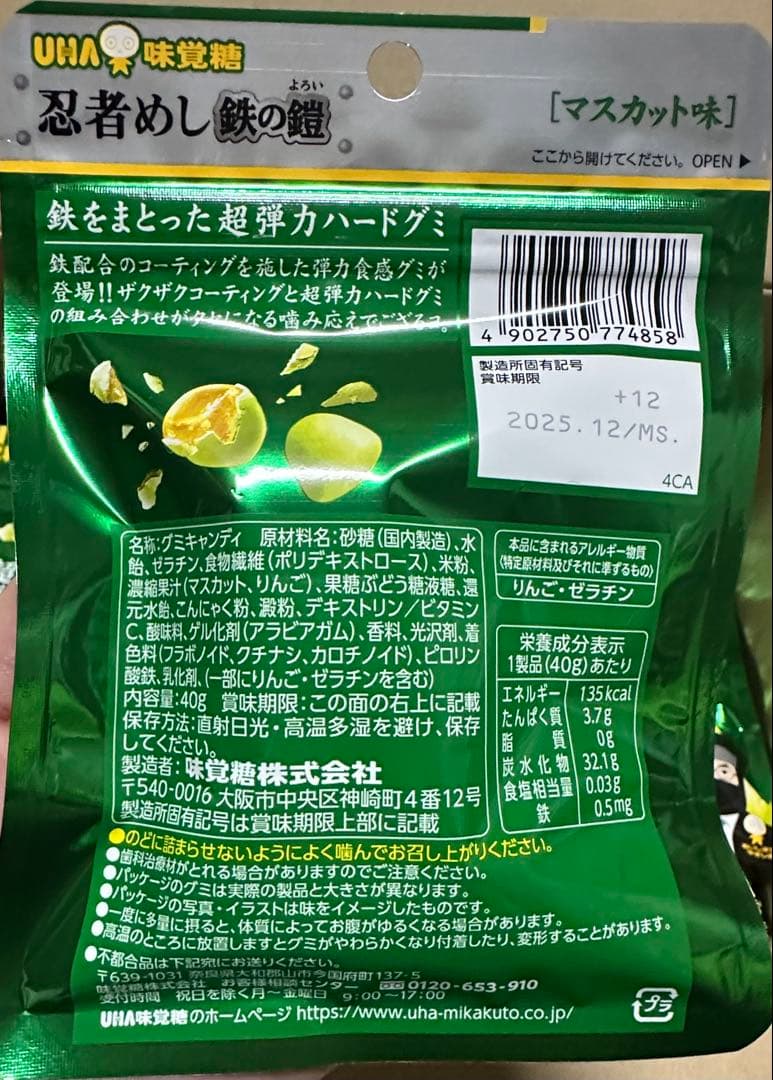 UHA味覚糖
忍者めし鉄の鎧
よろい
[マスカット味]
ここから開けてください。OPEN▶
鉄をまとった超弾力ハードグミ
鉄配合のコーティングを施した弾力食感グミが
登場!!ザクザクコーティングと超弾力ハードグミ
の組み合わせがクセになる噛み応えでござるヨ。
4 902750 774858
製造所固有記号
賞味期限
+12
2025.12/MS.
4CA
名称:グミキャンディ 原材料名:砂糖(国内製造)、水
飴、ゼラチン、食物繊維(ポリデキストロース)、米粉、
濃縮果汁(マスカット、りんご)、果糖ぶどう糖液糖、還
元水飴、こんにゃく粉、澱粉、デキストリン/ビタミン
C、酸味料、ゲル化剤(アラビアガム)、香料、光沢剤、着
色料(フラボノイド、クチナシ、カロチノイド)、ピロリン
酸鉄、乳化剤、(一部にりんご・ゼラチンを含む)
内容量:40g 賞味期限:この面の右上に記載
保存方法:直射日光・高温多湿を避け、保存
してください。
製造者:味覚糖株式会社
〒540-0016 大阪市中央区神崎町4番12号
製造所固有記号は賞味期限上部に記載
本品に含まれるアレルギー物質
〈特定原材料及びそれに準ずるもの〉
りんご・ゼラチン
栄養成分表示
1製品(40g)あたり
エネルギー 135kcal
たんぱく質 3.7g
脂質 0g
炭水化物 32.1g
食塩相当量 0.03g
鉄 0.5mg
●のどに詰まらせないようによく噛んでお召し上がりください。
●歯科治療材がとれる場合がありますのでご注意ください。
●パッケージのグミは実際の製品と大きさが異なります。
●パッケージの写真・イラストは味をイメージしたものです。
●一度に多量に摂ると、体質によってお腹がゆるくなる場合があります。
●高温のところに放置しますとグミがやわらかくなり付着したり、変形することがあります。
●不都合品は下記宛にお送りください。
〒639-1031 奈良県大和郡山市今国府町137-5
味覚糖株式会社 お客様相談センター 0120-653-910
受付時間 祝日を除く月〜金曜日 9:00〜17:00
UHA味覚糖のホームページ https://www.uha-mikakuto.co.jp/
プラ